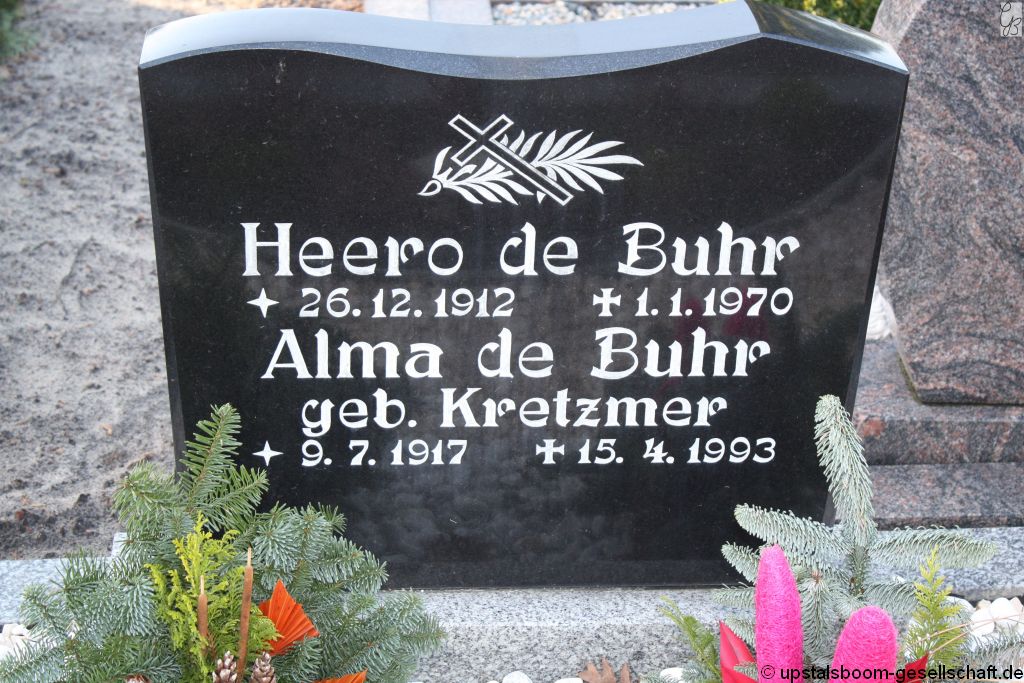 Heero de Buhr
26.12.1912 1.1.1970
Alma de Buhr
geb. Kretzmer
9.7.1917 15.4.1993
© upstalsboom-gesellschaft.de